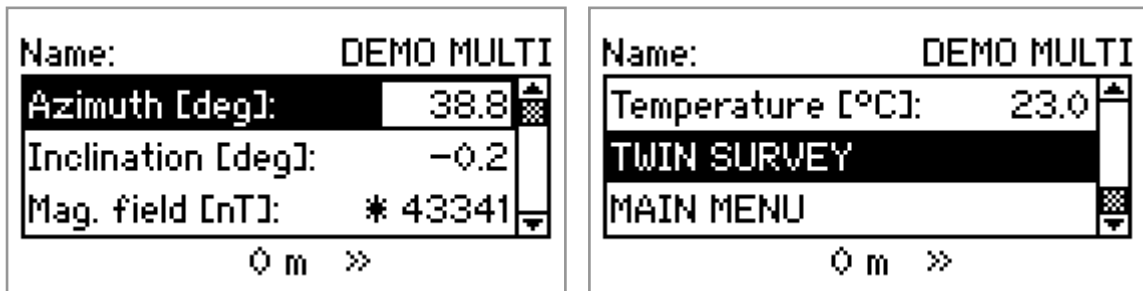 Name: DEMO MULTI
Azimuth [deg]: 38.8
Inclination [deg]: -0.2
Mag. field [nT]: * 43341
0 m >>
Name: DEMO MULTI
Temperature [°C]: 23.0
TWIN SURVEY
MAIN MENU
0 m >>